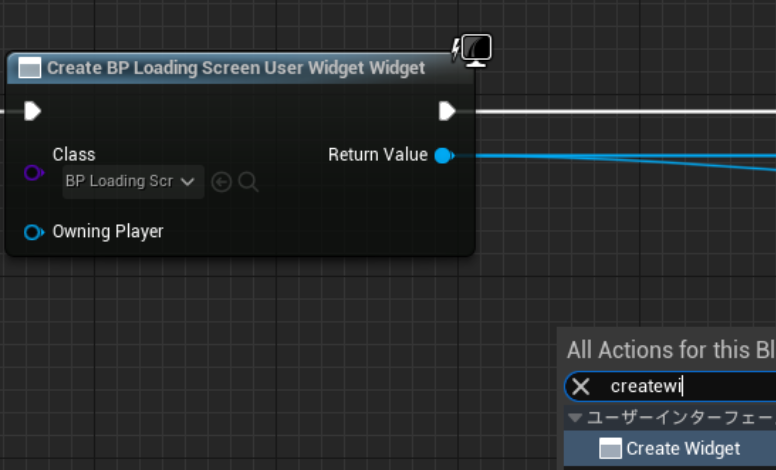 Create BP Loading Screen User Widget Widget
Class
Return Value
BP Loading Scr
Owning Player
All Actions for this Bl
createwi
ユーザーインターフェー
Create Widget